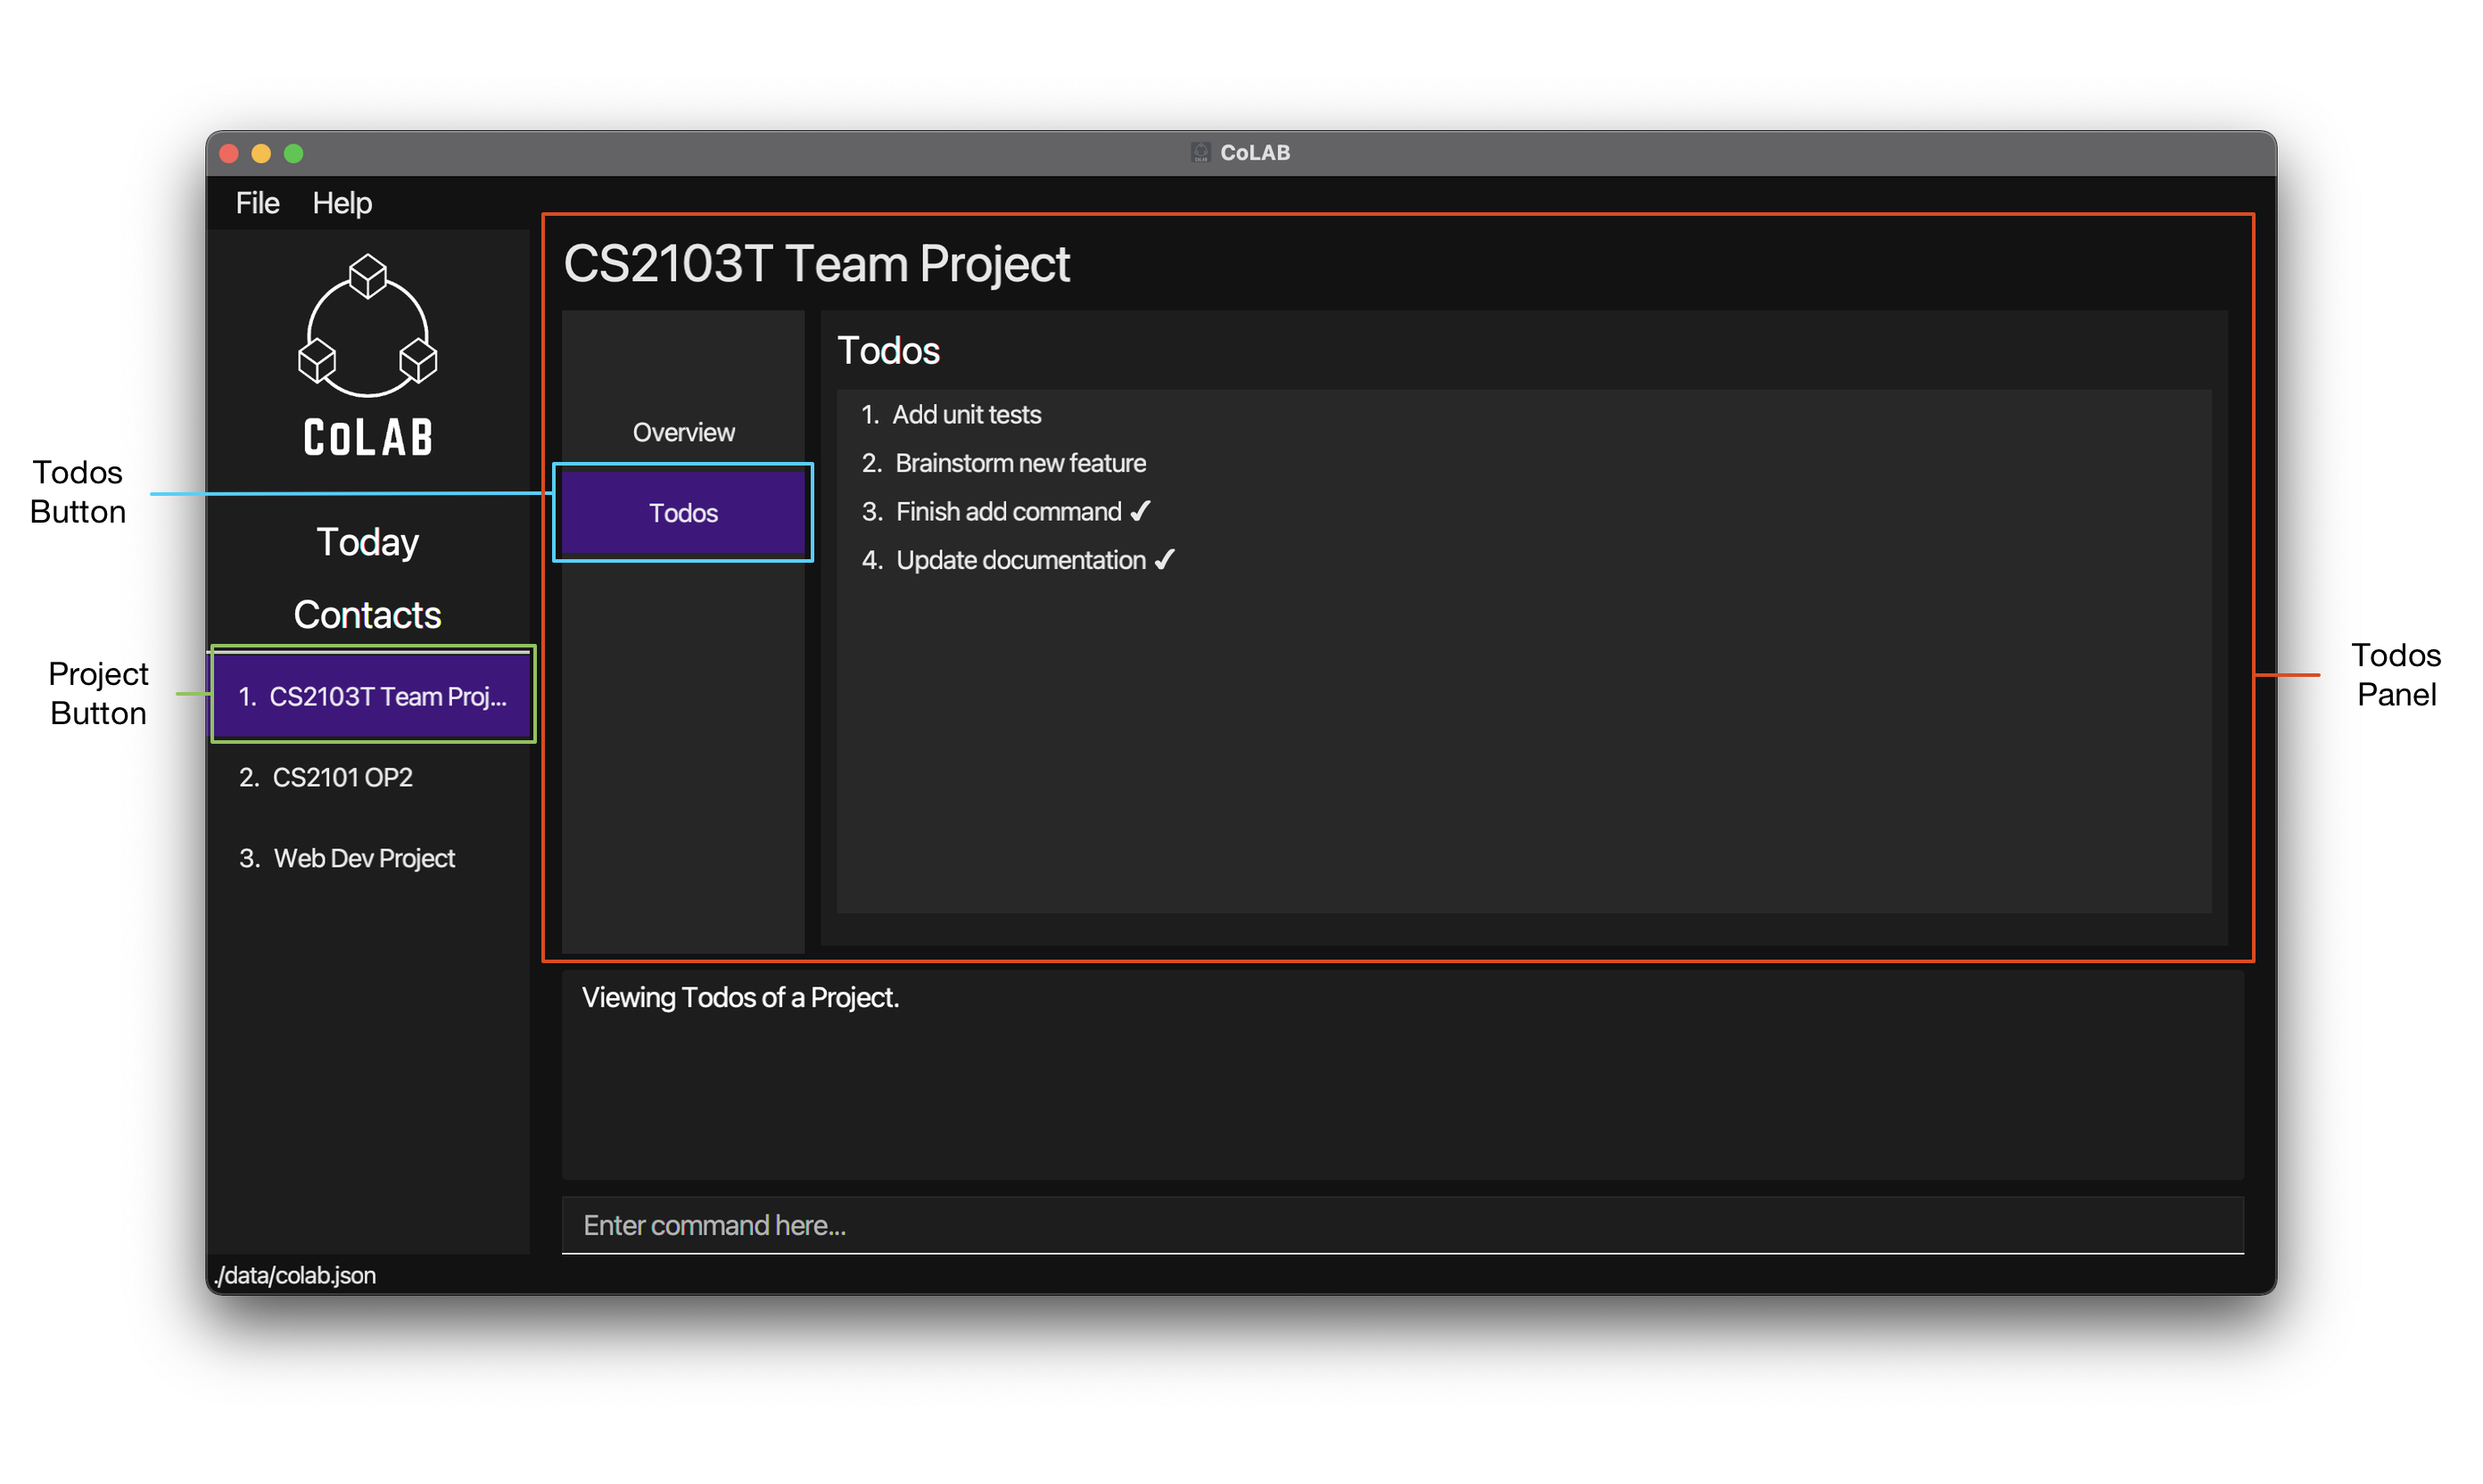 CoLAB
File Help
CoLAB
Today
Contacts
1. CS2103T Team Proj...
2. CS2101 OP2
3. Web Dev Project
CS2103T Team Project
Overview
Todos
Todos
1. Add unit tests
2. Brainstorm new feature
3. Finish add command ✔
4. Update documentation ✔
Viewing Todos of a Project.
Enter command here...
./data/colab.json
Todos
Button
Project
Button
Todos
Panel